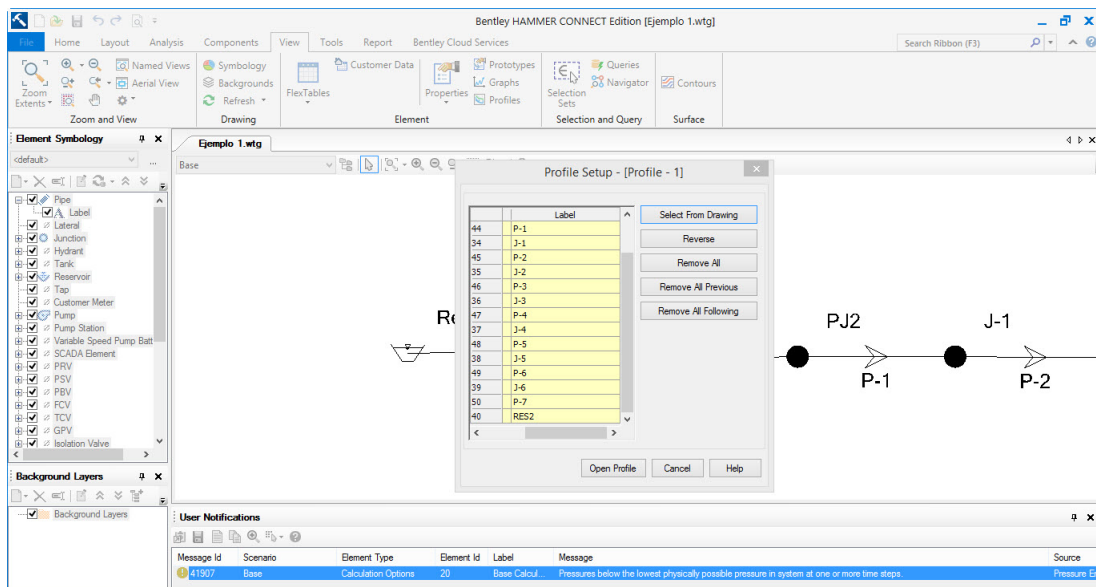 Bentley HAMMER CONNECT Edition [Ejemplo 1.wtg]
File Home Layout Analysis Components View Tools Report Bentley Cloud Services Search Ribbon (F3)
Zoom Extents
Named Views
Aerial View
Zoom and View
Symbology
Backgrounds
Refresh
Drawing
FlexTables
Customer Data
Properties
Prototypes
Graphs
Profiles
Element
Selection Sets
Queries
Navigator
Selection and Query
Contours
Surface
Element Symbology
<default>
...
Pipe
Label
Lateral
Junction
Hydrant
Tank
Reservoir
Tap
Customer Meter
Pump
Pump Station
Variable Speed Pump Batt
SCADA Element
PRV
PSV
PBV
FCV
TCV
GPV
Isolation Valve
Background Layers
Background Layers
Ejemplo 1.wtg
Base
Profile Setup - [Profile - 1]
Label
44 P-1
34 J-1
45 P-2
35 J-2
46 P-3
36 J-3
47 P-4
37 J-4
48 P-5
38 J-5
49 P-6
39 J-6
50 P-7
40 RES2
Select From Drawing
Reverse
Remove All
Remove All Previous
Remove All Following
Open Profile Cancel Help
PJ2 J-1
P-1 P-2
User Notifications
Message Id Scenario Element Type Element Id Label Message Source
41907 Base Calculation Options 20 Base Calcul... Pressures below the lowest physically possible pressure in system at one or more time steps. Pressure E